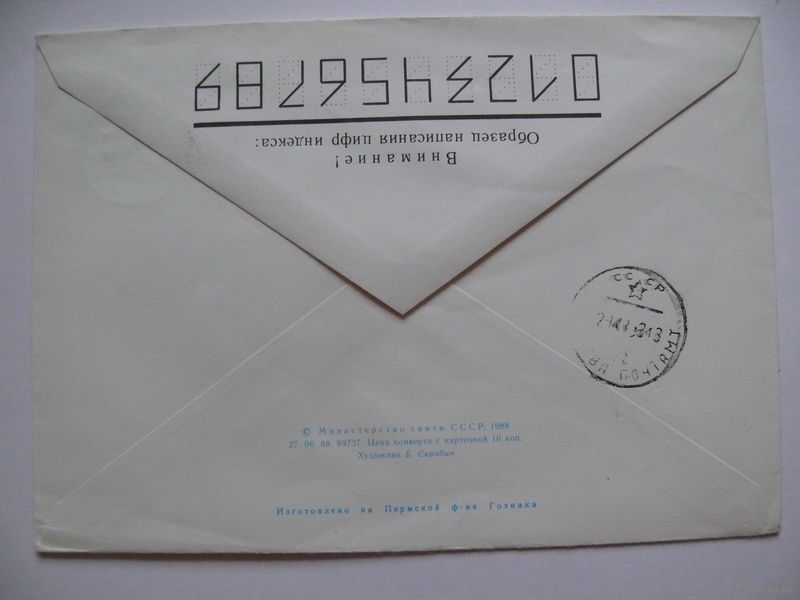 Внимание!
Образец написания цифр индекса:
0123456789
СССР
ПОЧТАМТ
© Министерство связи СССР, 1988
27. 06. 88. 89737. Цена конверта с карточкой 10 коп.
Художник Б. Скрябин
Изготовлено на Пермской ф-ке Гознака